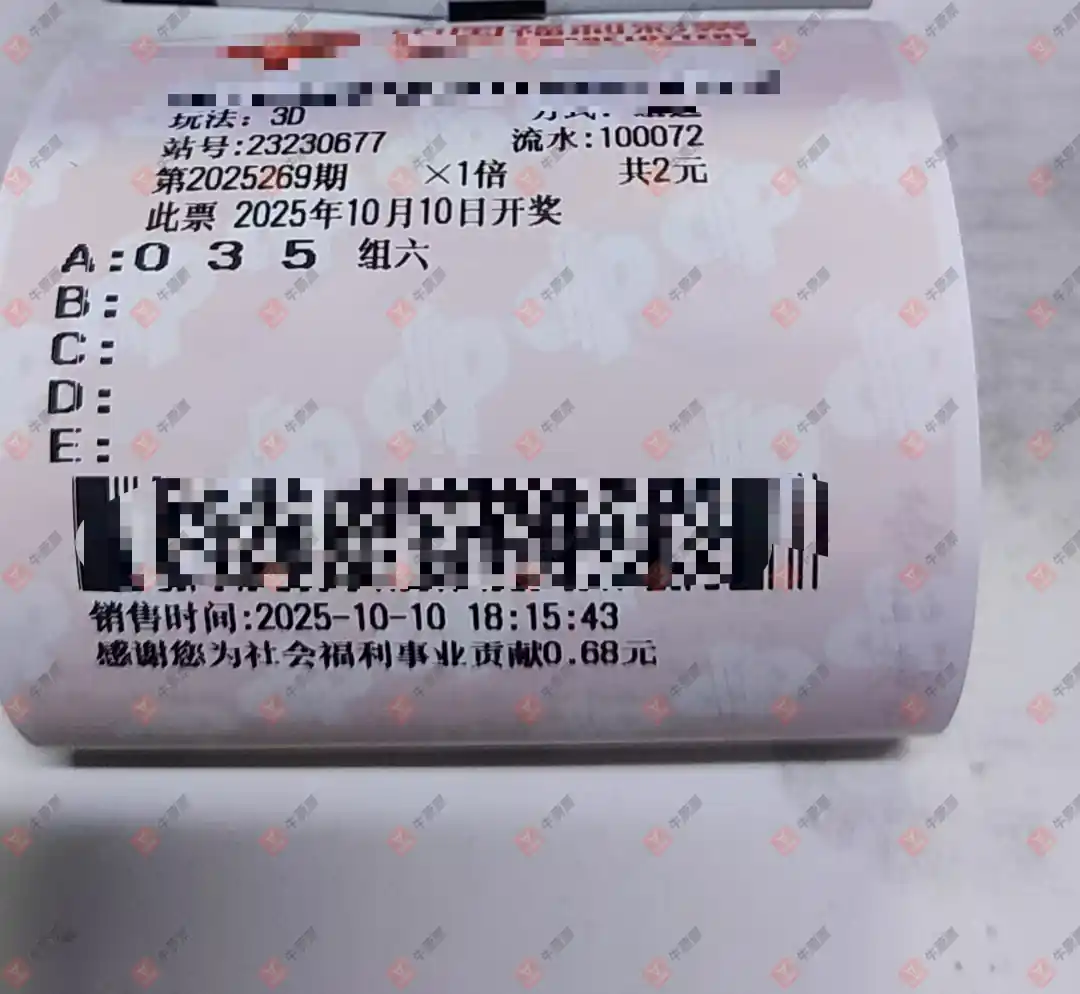 玩法: 3D
站号:23230677 流水:100072
第2025269期 ×1倍 共2元
此票 2025年10月10日开奖
A:0 3 5 组六
B:
C:
D:
E:
销售时间:2025-10-10 18:15:43
感谢您为社会福利事业贡献0.68元